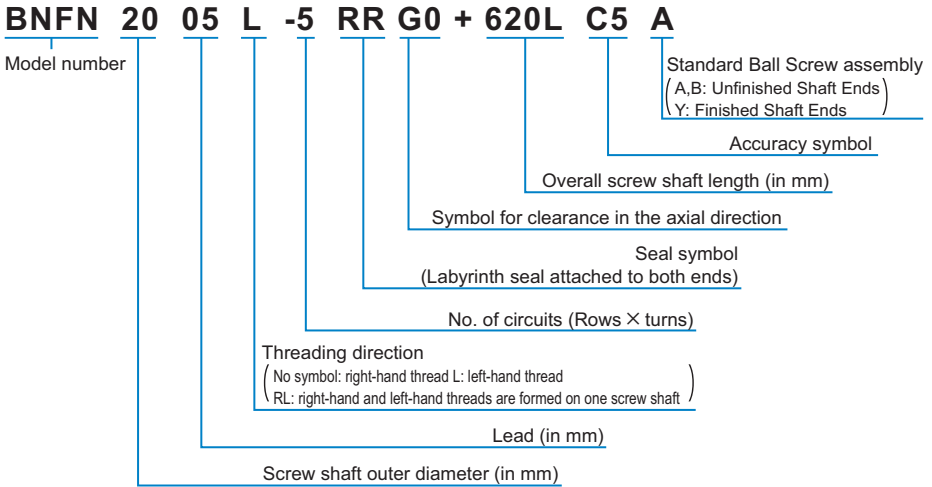 BNFN 20 05 L -5 RR G0 + 620L C5 A
Model number
Standard Ball Screw assembly
(A,B: Unfinished Shaft Ends
Y: Finished Shaft Ends)
Accuracy symbol
Overall screw shaft length (in mm)
Symbol for clearance in the axial direction
Seal symbol
(Labyrinth seal attached to both ends)
No. of circuits (Rows × turns)
Threading direction
(No symbol: right-hand thread L: left-hand thread
RL: right-hand and left-hand threads are formed on one screw shaft)
Lead (in mm)
Screw shaft outer diameter (in mm)